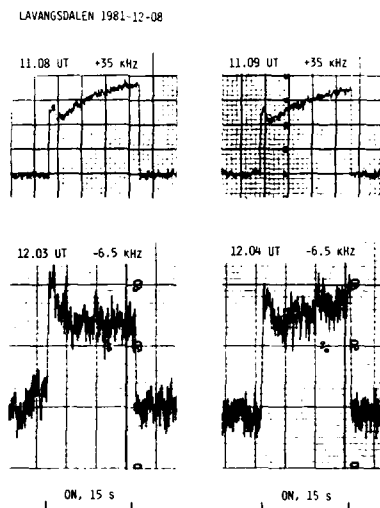 LAVANGSDALEN 1981-12-08
11.08 UT +35 kHz
11.09 UT +35 kHz
12.03 UT -6.5 kHz
12.04 UT -6.5 kHz
ON, 15 s
ON, 15 s